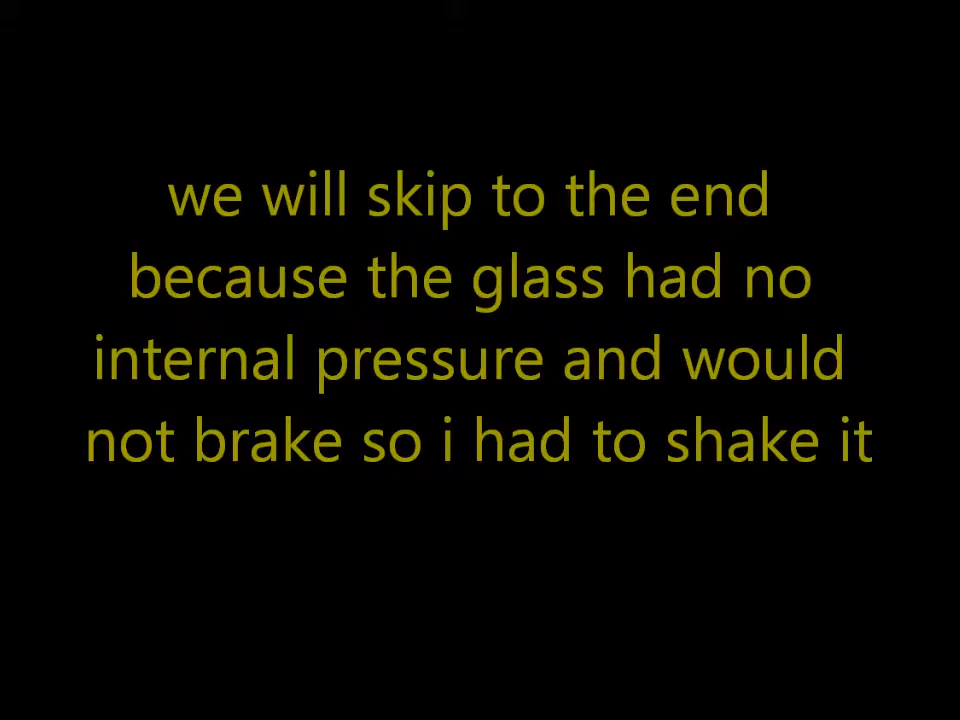 we will skip to the end
because the glass had no
internal pressure and would
not brake so i had to shake it